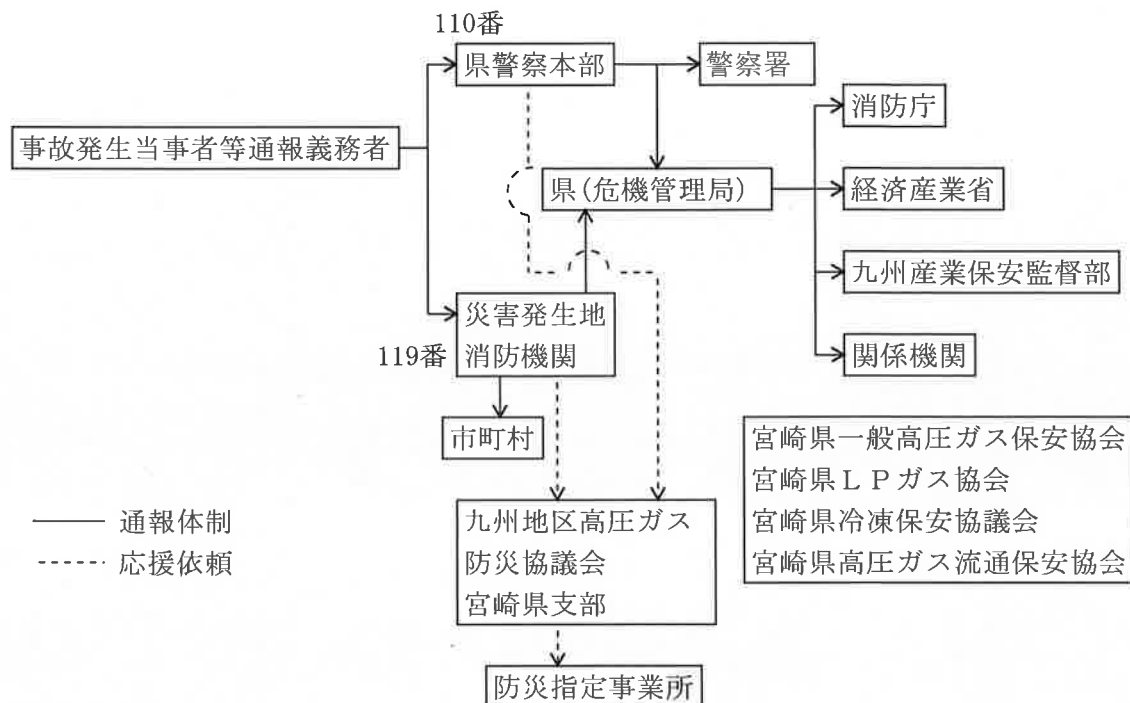 110番
県警察本部
警察署
消防庁
事故発生当事者等通報義務者
県(危機管理局)
経済産業省
九州産業保安監督部
災害発生地
消防機関
119番
関係機関
市町村
宮崎県一般高圧ガス保安協会
宮崎県LPガス協会
宮崎県冷凍保安協議会
宮崎県高圧ガス流通保安協会
通報体制
応援依頼
九州地区高圧ガス
防災協議会
宮崎県支部
防災指定事業所